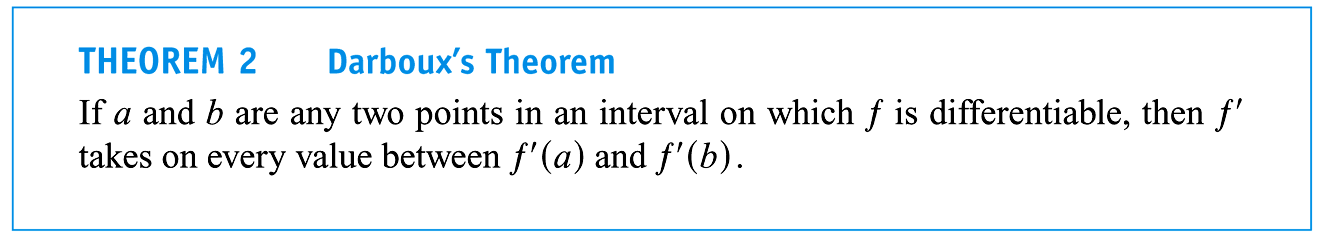 THEOREM 2 Darboux's Theorem
If a and b are any two points in an interval on which f is differentiable, then f′
takes on every value between f′(a) and f′(b).